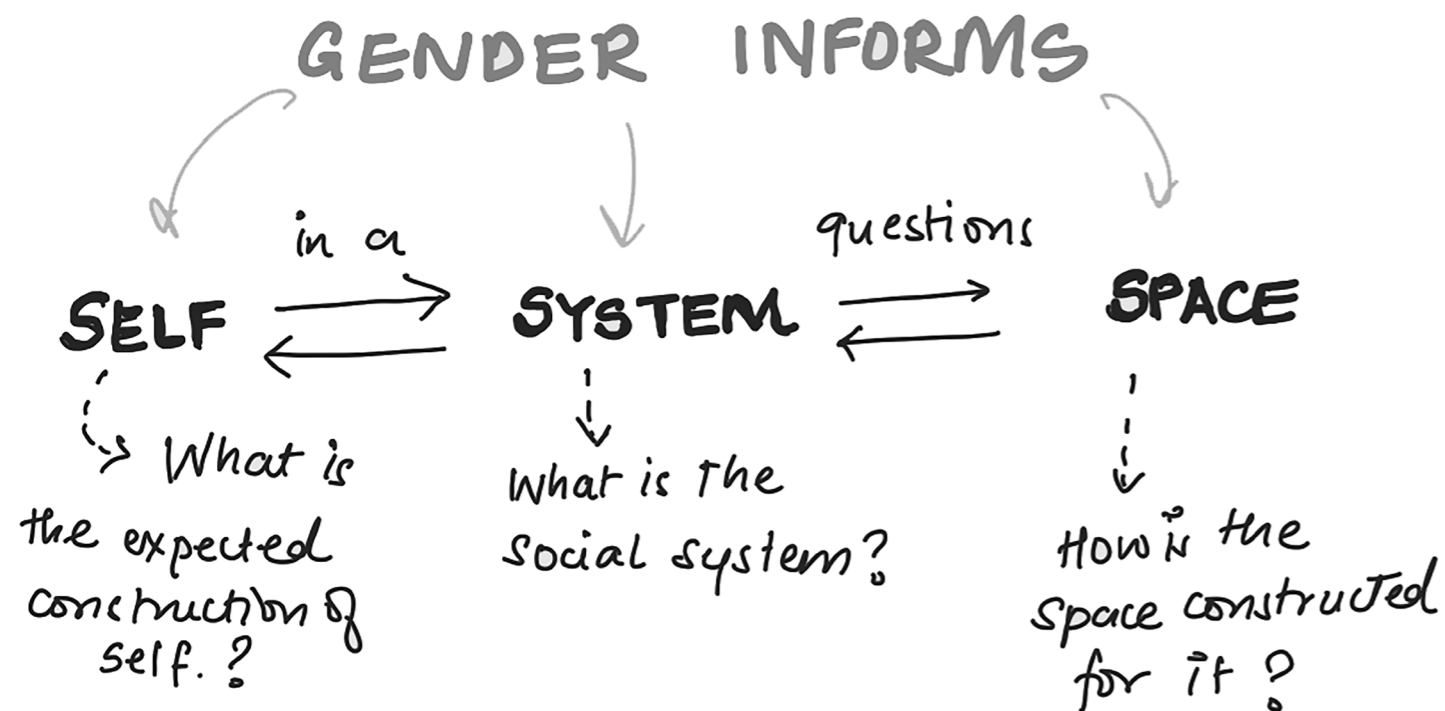 GENDER INFORMS
in a
questions
SELF
SYSTEM
SPACE
What is
the expected
construction of
self.?
What is The
social system?
How is the
space constructed
for it?